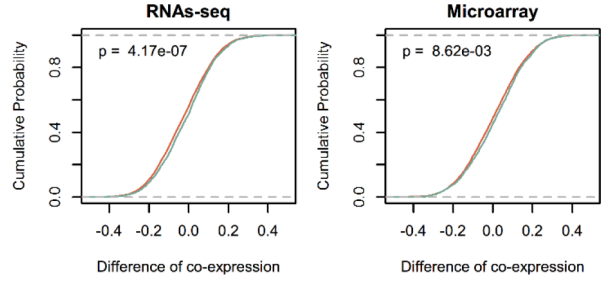 RNAs-seq
Cumulative Probability
0.0 0.4 0.8
p = 4.17e-07
-0.4 -0.2 0.0 0.2 0.4
Difference of co-expression
Microarray
Cumulative Probability
0.0 0.4 0.8
p = 8.62e-03
-0.4 -0.2 0.0 0.2 0.4
Difference of co-expression